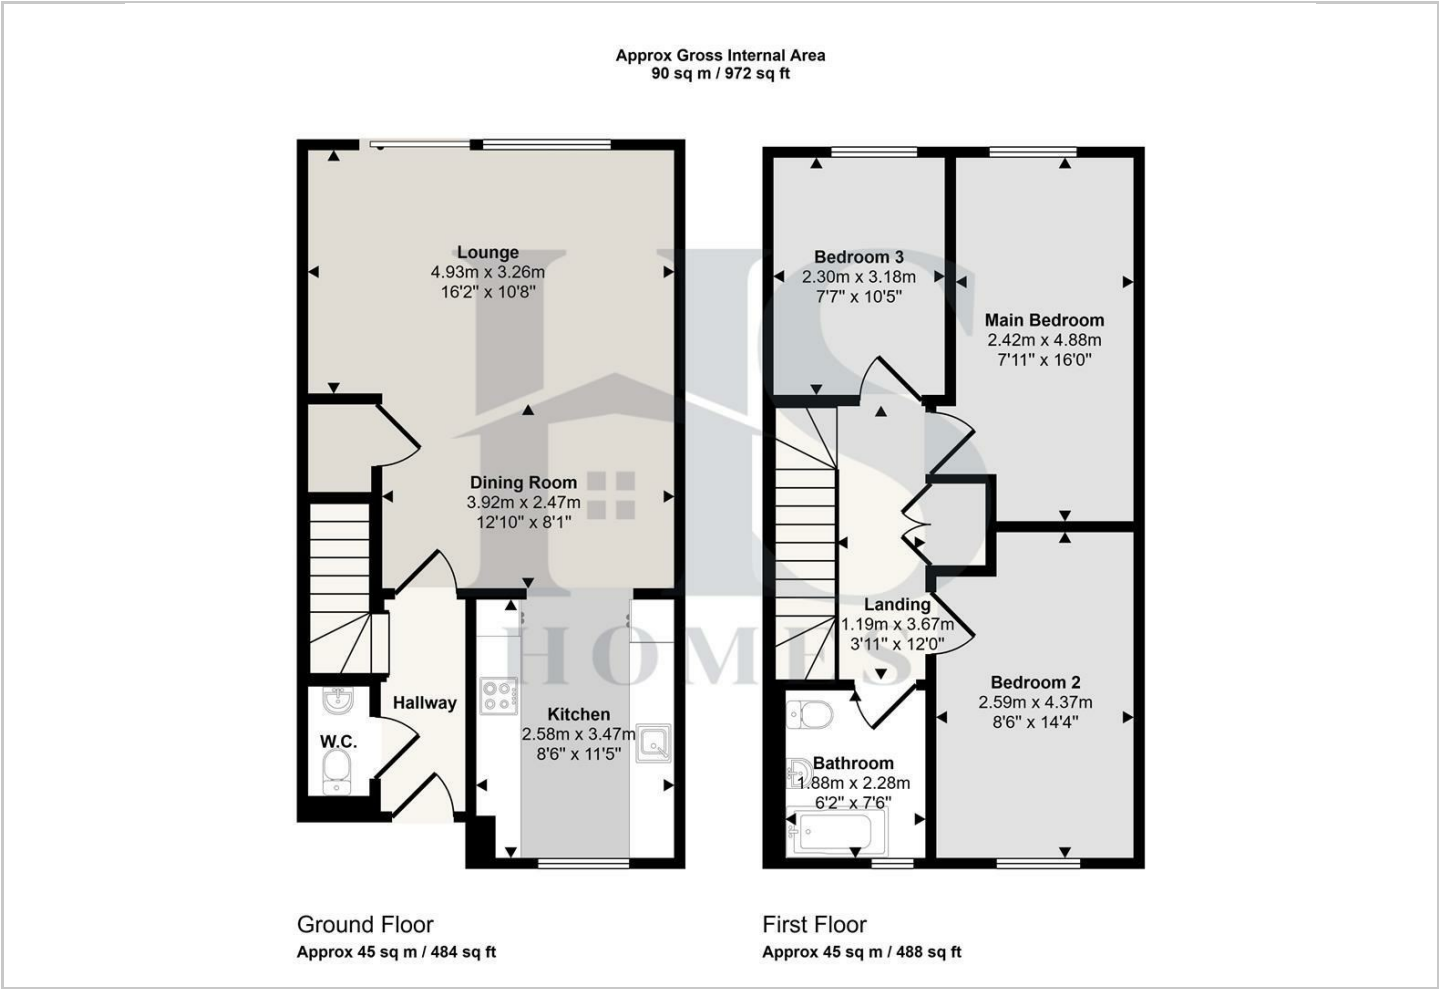 Approx Gross Internal Area
90 sq m / 972 sq ft
Lounge
4.93m x 3.26m
16'2" x 10'8"
Dining Room
3.92m x 2.47m
12'10" x 8'1"
Hallway
W.C.
Kitchen
2.58m x 3.47m
8'6" x 11'5"
Ground Floor
Approx 45 sq m / 484 sq ft
Bedroom 3
2.30m x 3.18m
7'7" x 10'5"
Main Bedroom
2.42m x 4.88m
7'11" x 16'0"
Landing
1.19m x 3.67m
3'11" x 12'0"
Bedroom 2
2.59m x 4.37m
8'6" x 14'4"
Bathroom
1.88m x 2.28m
6'2" x 7'6"
First Floor
Approx 45 sq m / 488 sq ft
HS
HOMES